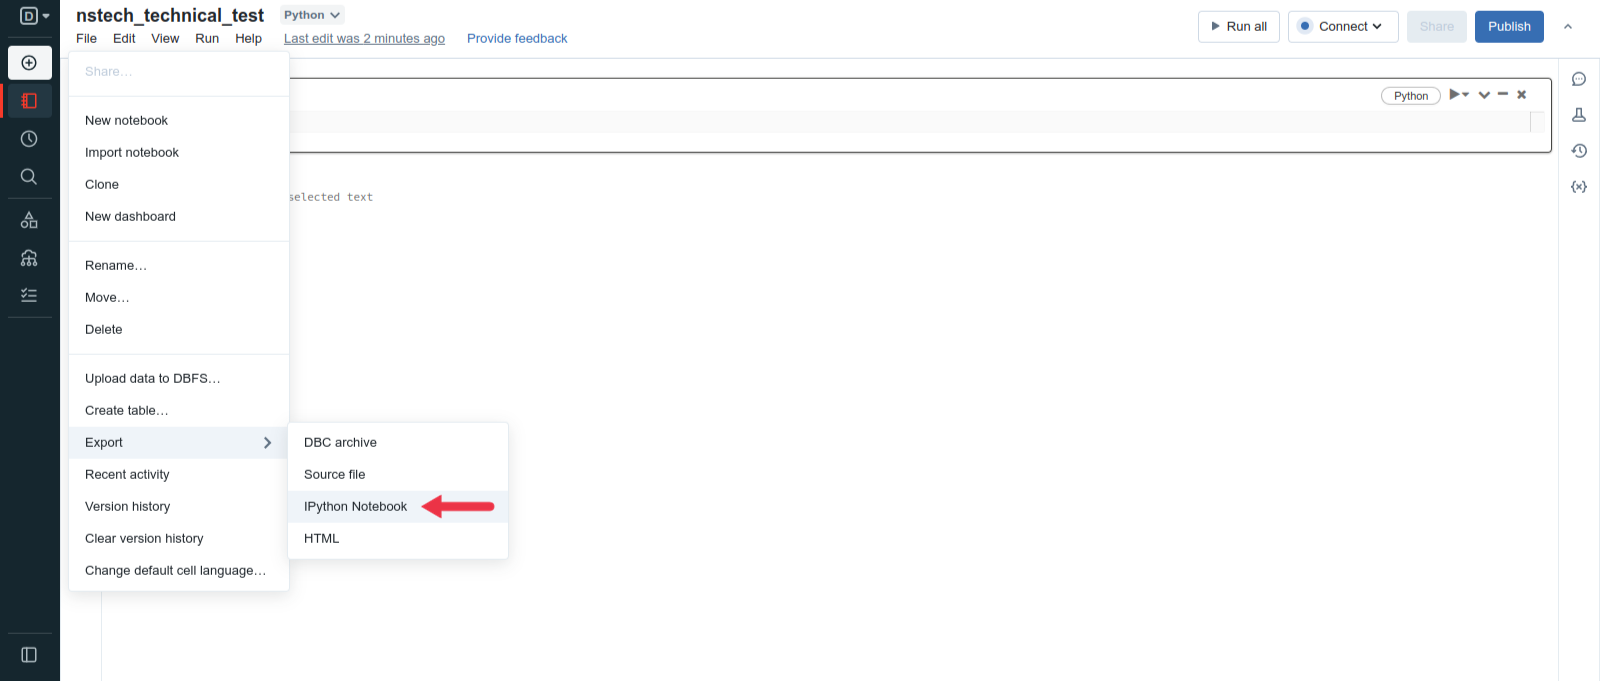 D
nstech_technical_test Python
File Edit View Run Help Last edit was 2 minutes ago Provide feedback
Run all Connect Share Publish
Share…
New notebook
Import notebook
Clone
New dashboard
Rename…
Move…
Delete
Upload data to DBFS…
Create table…
Export
Recent activity
Version history
Clear version history
Change default cell language…
DBC archive
Source file
IPython Notebook
HTML
Python
selected text